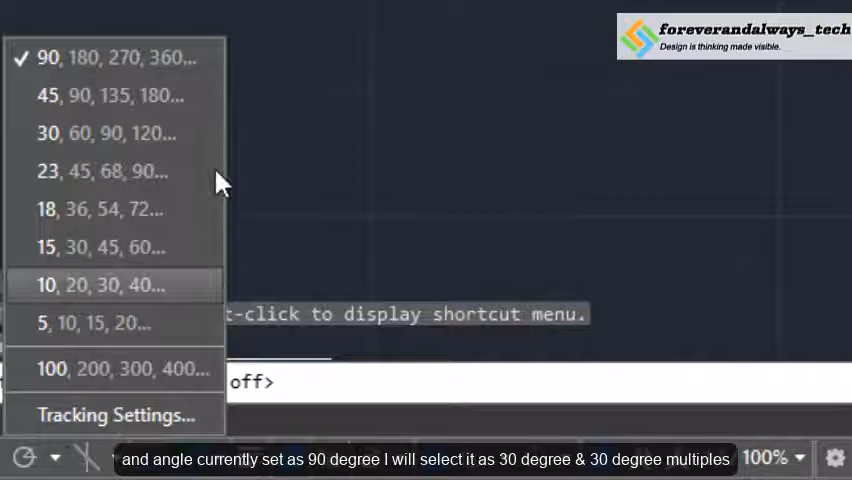 foreverandalways_tech
Design is thinking made visible.
90, 180, 270, 360...
45, 90, 135, 180...
30, 60, 90, 120...
23, 45, 68, 90...
18, 36, 54, 72...
15, 30, 45, 60...
10, 20, 30, 40...
t-click to display shortcut menu.
5, 10, 15, 20...
100, 200, 300, 400...
off>
Tracking Settings...
and angle currently set as 90 degree I will select it as 30 degree & 30 degree multiples
100%